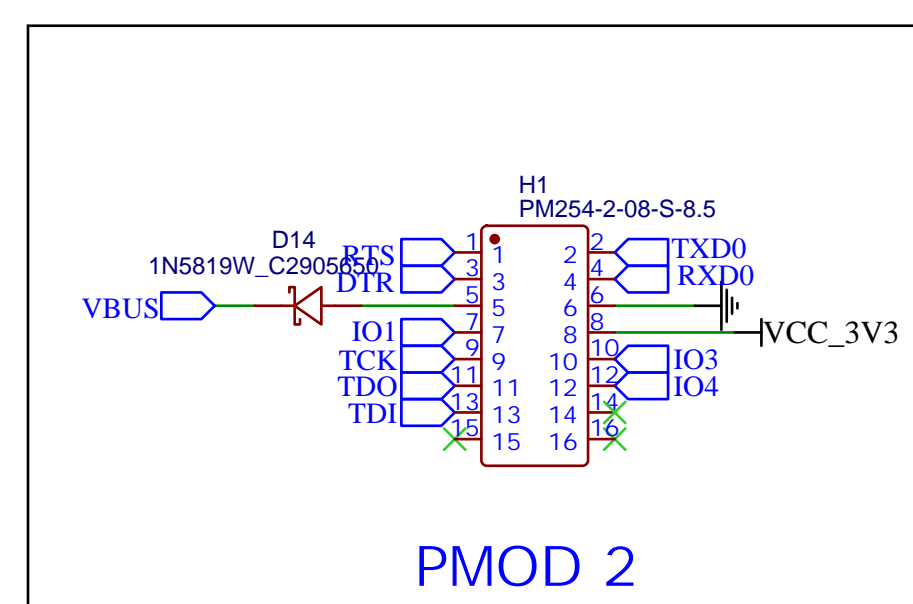 H1
PM254-2-08-S-8.5
D14
1N5819W_C2905650
RTS 1 1 2 2 TXD0
DTR 3 3 4 4 RXD0
VBUS 5 5 6 6
IO1 7 7 8 8 VCC_3V3
TCK 9 9 10 10 IO3
TDO 11 11 12 12 IO4
TDI 13 13 14 14
15 15 16 16
PMOD 2